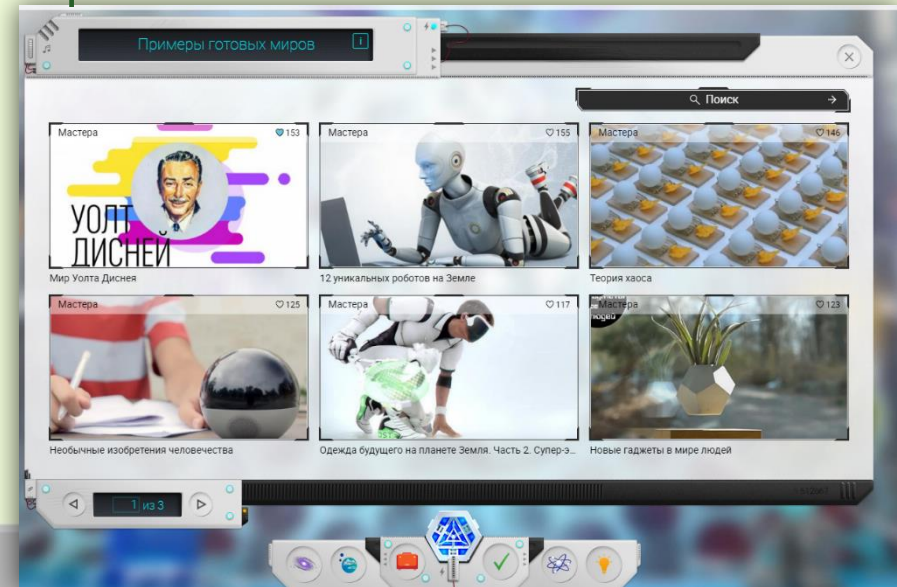 Примеры готовых миров
i
Поиск
Мастера 153
УОЛТ
ДИСНЕЙ
Мир Уолта Диснея
Мастера 155
12 уникальных роботов на Земле
Мастера 146
Теория хаоса
Мастера 125
Необычные изобретения человечества
Мастера 117
Одежда будущего на планете Земля. Часть 2. Супер-э...
Мастера 123
людей
Новые гаджеты в мире людей
1 из 3